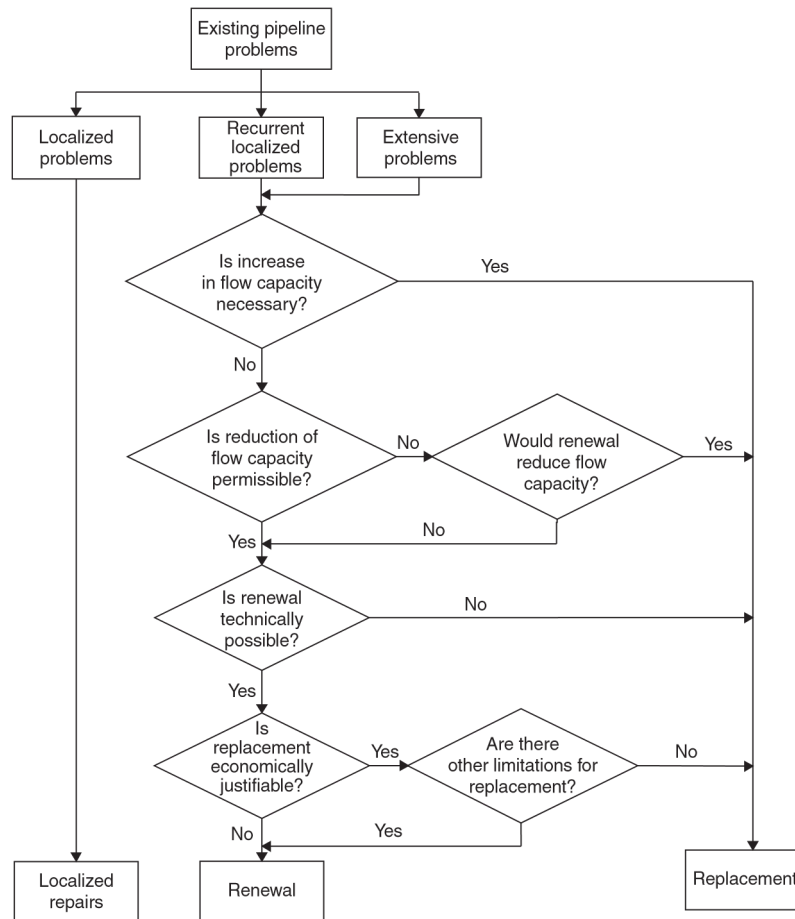 Existing pipeline
problems
Localized
problems
Recurrent
localized
problems
Extensive
problems
Is increase
in flow capacity
necessary?
Yes
No
Is reduction of
flow capacity
permissible?
No
Would renewal
reduce flow
capacity?
Yes
No
Yes
Is renewal
technically
possible?
No
Yes
Is
replacement
economically
justifiable?
Yes
Are there
other limitations for
replacement?
No
Yes
No
Localized
repairs
Renewal
Replacement